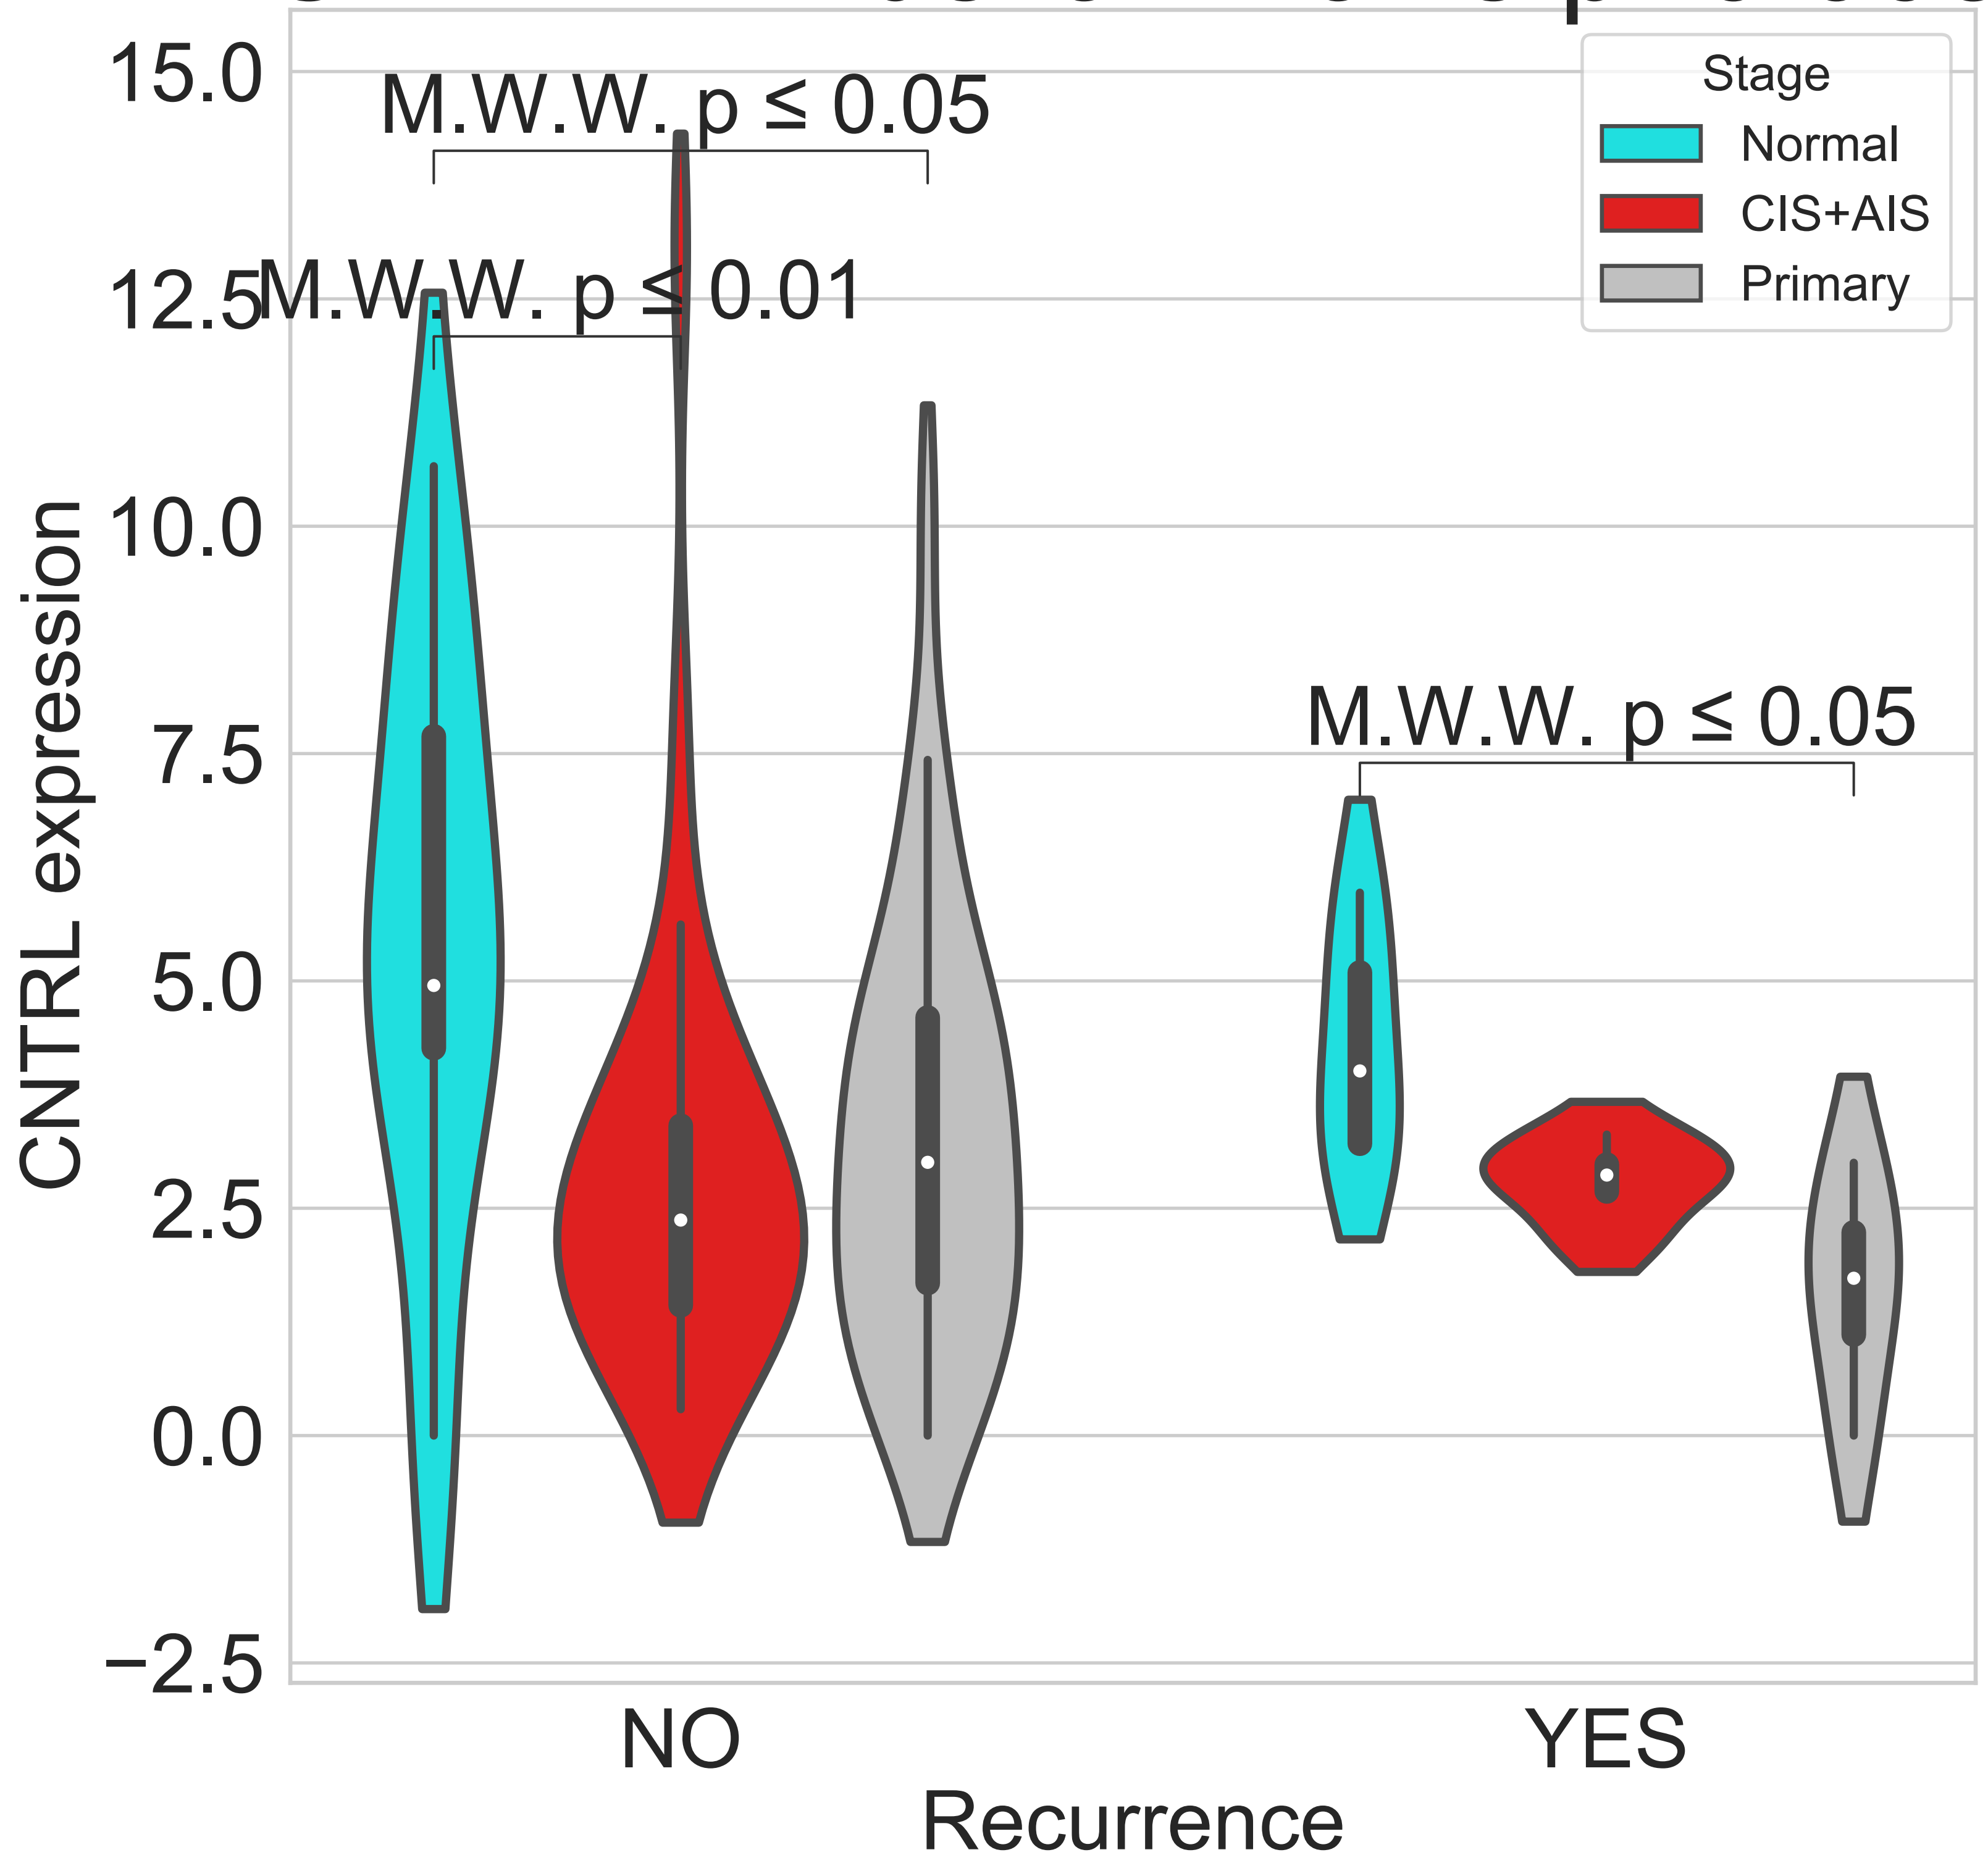 15.0
12.5
10.0
7.5
5.0
2.5
0.0
−2.5
CNTRL expression
M.W.W. p ≤ 0.05
M.W.W. p ≤ 0.01
M.W.W. p ≤ 0.05
Stage
Normal
CIS+AIS
Primary
NO
YES
Recurrence